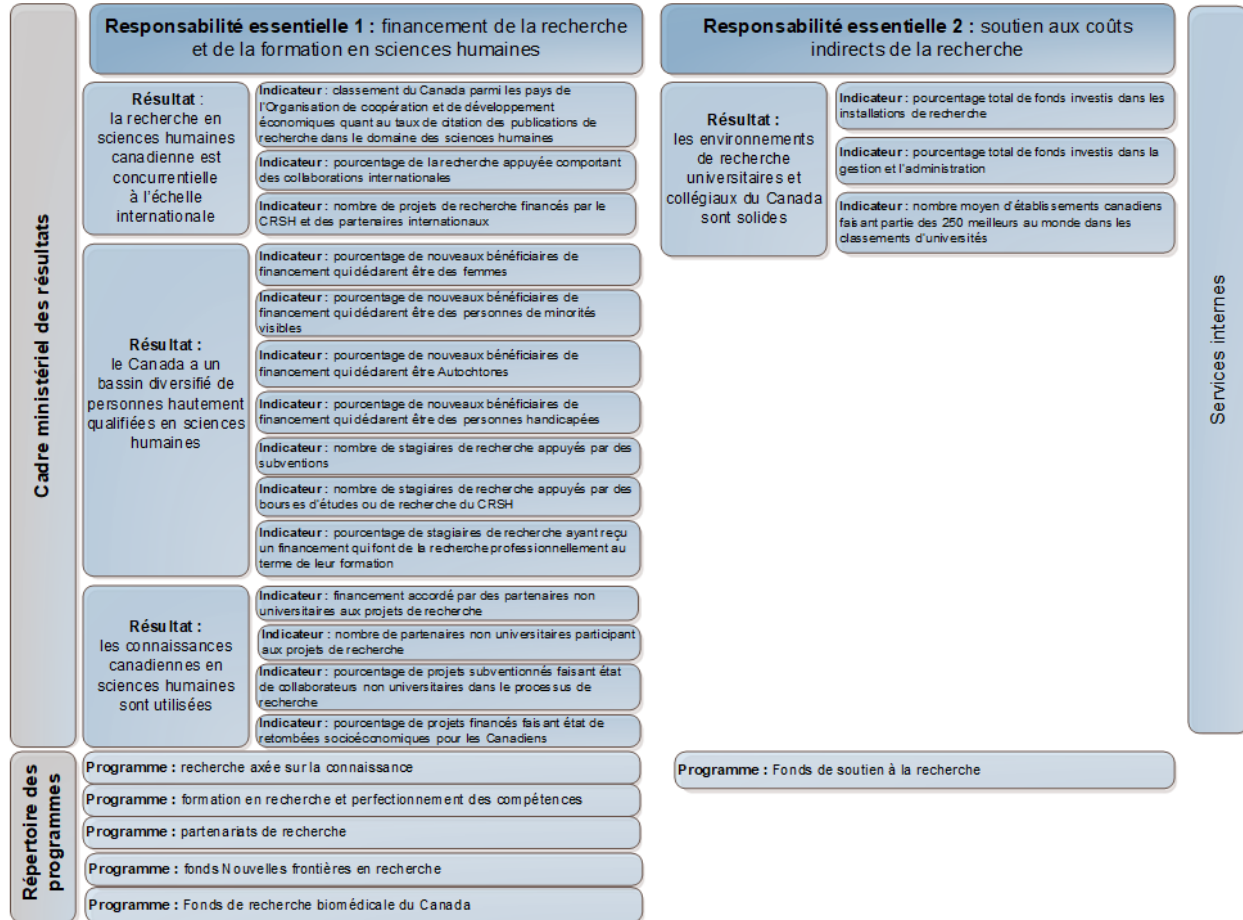 Responsabilité essentielle 1 : financement de la recherche
et de la formation en sciences humaines
Responsabilité essentielle 2 : soutien aux coûts
indirects de la recherche
Services internes
Cadre ministériel des résultats
Résultat :
la recherche en
sciences humaines
canadienne est
concurrentielle
à l'échelle
internationale
Indicateur : classement du Canada parmi les pays de
l'Organisation de coopération et de développement
économiques quant au taux de citation des publications de
recherche dans le domaine des sciences humaines
Indicateur : pourcentage de la recherche appuyée comportant
des collaborations internationales
Indicateur : nombre de projets de recherche financés par le
CRSH et des partenaires internationaux
Résultat :
les environnements
de recherche
universitaires et
collégiaux du Canada
sont solides
Indicateur : pourcentage total de fonds investis dans les
installations de recherche
Indicateur : pourcentage total de fonds investis dans la
gestion et l'administration
Indicateur : nombre moyen d'établissements canadiens
faisant partie des 250 meilleurs au monde dans les
classements d'universités
Résultat :
le Canada a un
bassin diversifié de
personnes hautement
qualifiées en sciences
humaines
Indicateur : pourcentage de nouveaux bénéficiaires de
financement qui déclarent être des femmes
Indicateur : pourcentage de nouveaux bénéficiaires de
financement qui déclarent être des personnes de minorités
visibles
Indicateur : pourcentage de nouveaux bénéficiaires de
financement qui déclarent être Autochtones
Indicateur : pourcentage de nouveaux bénéficiaires de
financement qui déclarent être des personnes handicapées
Indicateur : nombre de stagiaires de recherche appuyés par des
subventions
Indicateur : nombre de stagiaires de recherche appuyés par des
bourses d'études ou de recherche du CRSH
Indicateur : pourcentage de stagiaires de recherche ayant reçu
un financement qui font de la recherche professionnellement au
terme de leur formation
Résultat :
les connaissances
canadiennes en
sciences humaines
sont utilisées
Indicateur : financement accordé par des partenaires non
universitaires aux projets de recherche
Indicateur : nombre de partenaires non universitaires participant
aux projets de recherche
Indicateur : pourcentage de projets subventionnés faisant état
de collaborateurs non universitaires dans le processus de
recherche
Indicateur : pourcentage de projets financés faisant état de
retombées socioéconomiques pour les Canadiens
Répertoire des
programmes
Programme : recherche axée sur la connaissance
Programme : formation en recherche et perfectionnement des compétences
Programme : partenariats de recherche
Programme : fonds Nouvelles frontières en recherche
Programme : Fonds de recherche biomédicale du Canada
Programme : Fonds de soutien à la recherche